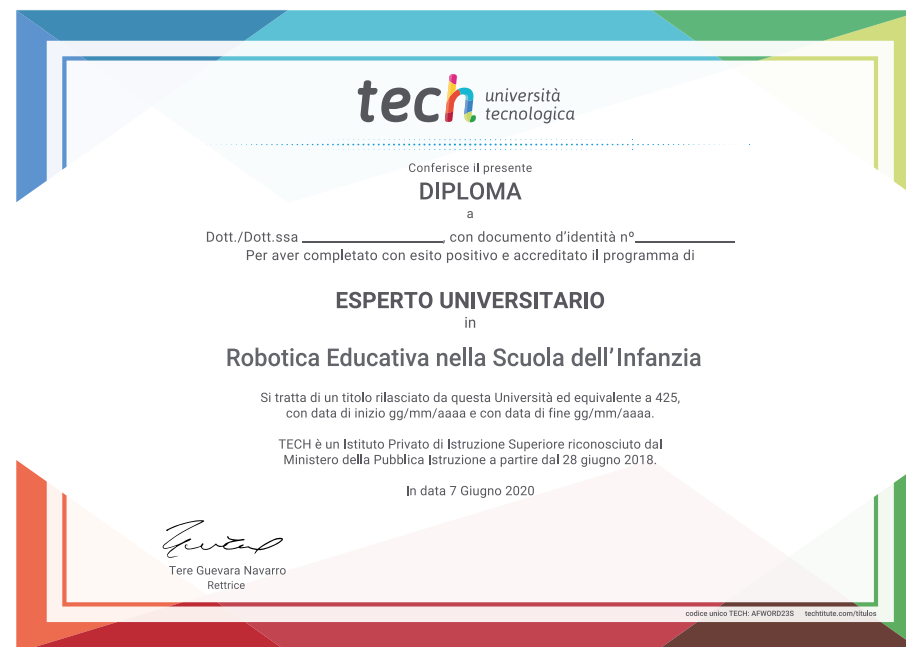 tech università
tecnologica
Conferisce il presente
DIPLOMA
a
Dott./Dott.ssa ____________, con documento d'identità nº____________
Per aver completato con esito positivo e accreditato il programma di
ESPERTO UNIVERSITARIO
in
Robotica Educativa nella Scuola dell'Infanzia
Si tratta di un titolo rilasciato da questa Università ed equivalente a 425,
con data di inizio gg/mm/aaaa e con data di fine gg/mm/aaaa.
TECH è un Istituto Privato di Istruzione Superiore riconosciuto dal
Ministero della Pubblica Istruzione a partire dal 28 giugno 2018.
In data 7 Giugno 2020
Tere Guevara Navarro
Rettrice
codice unico TECH: AFWORD23S techtitute.com/titulos